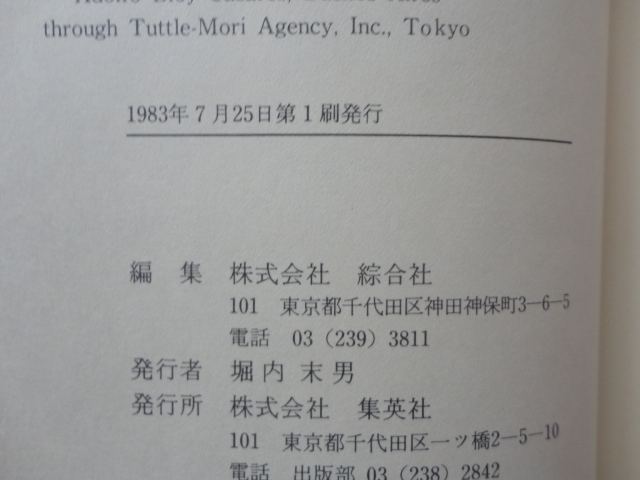 through Tuttle-Mori Agency, Inc., Tokyo
1983年7月25日第1刷発行
編 集 株式会社 綜合社
101 東京都千代田区神田神保町3―6―5
電話 03(239)3811
発行者 堀内末男
発行所 株式会社 集英社
101 東京都千代田区一ツ橋2―5―10
電話 出版部 03(238)2842